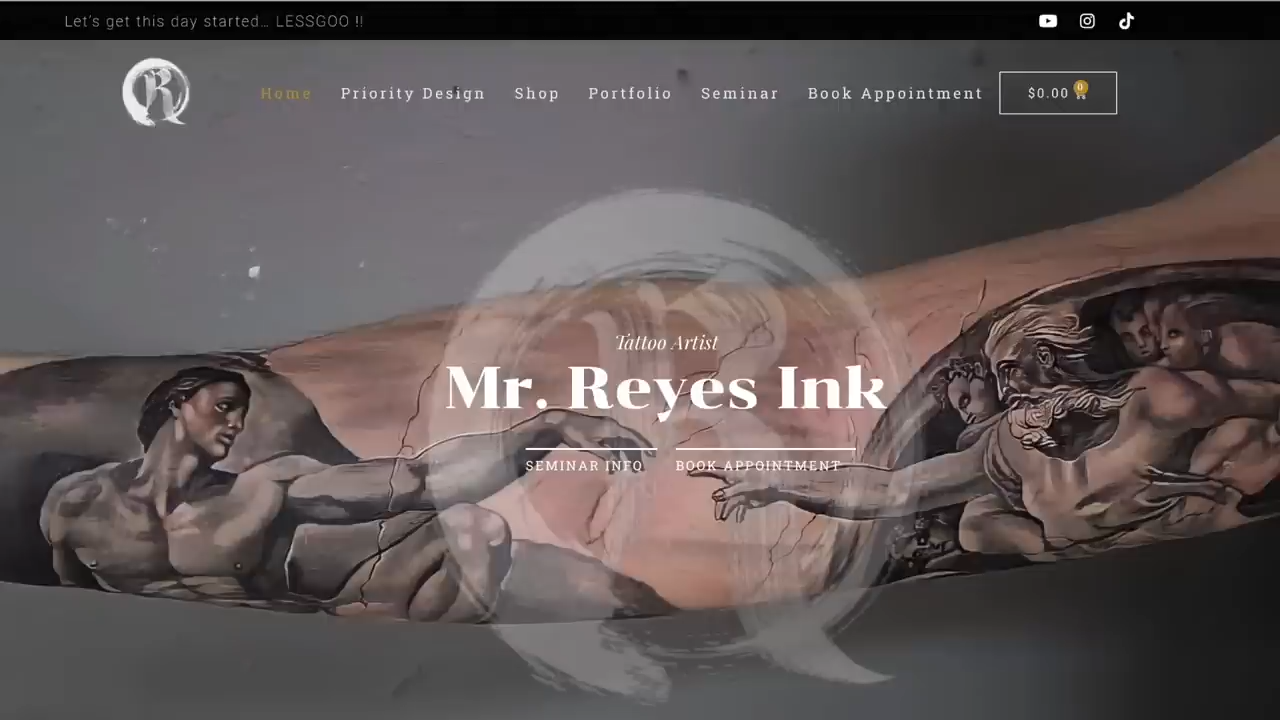 Let's get this day started... LESSGOO !!
Home Priority Design Shop Portfolio Seminar Book Appointment $0.00 0
R
Tattoo Artist
Mr. Reyes Ink
SEMINAR INFO BOOK APPOINTMENT